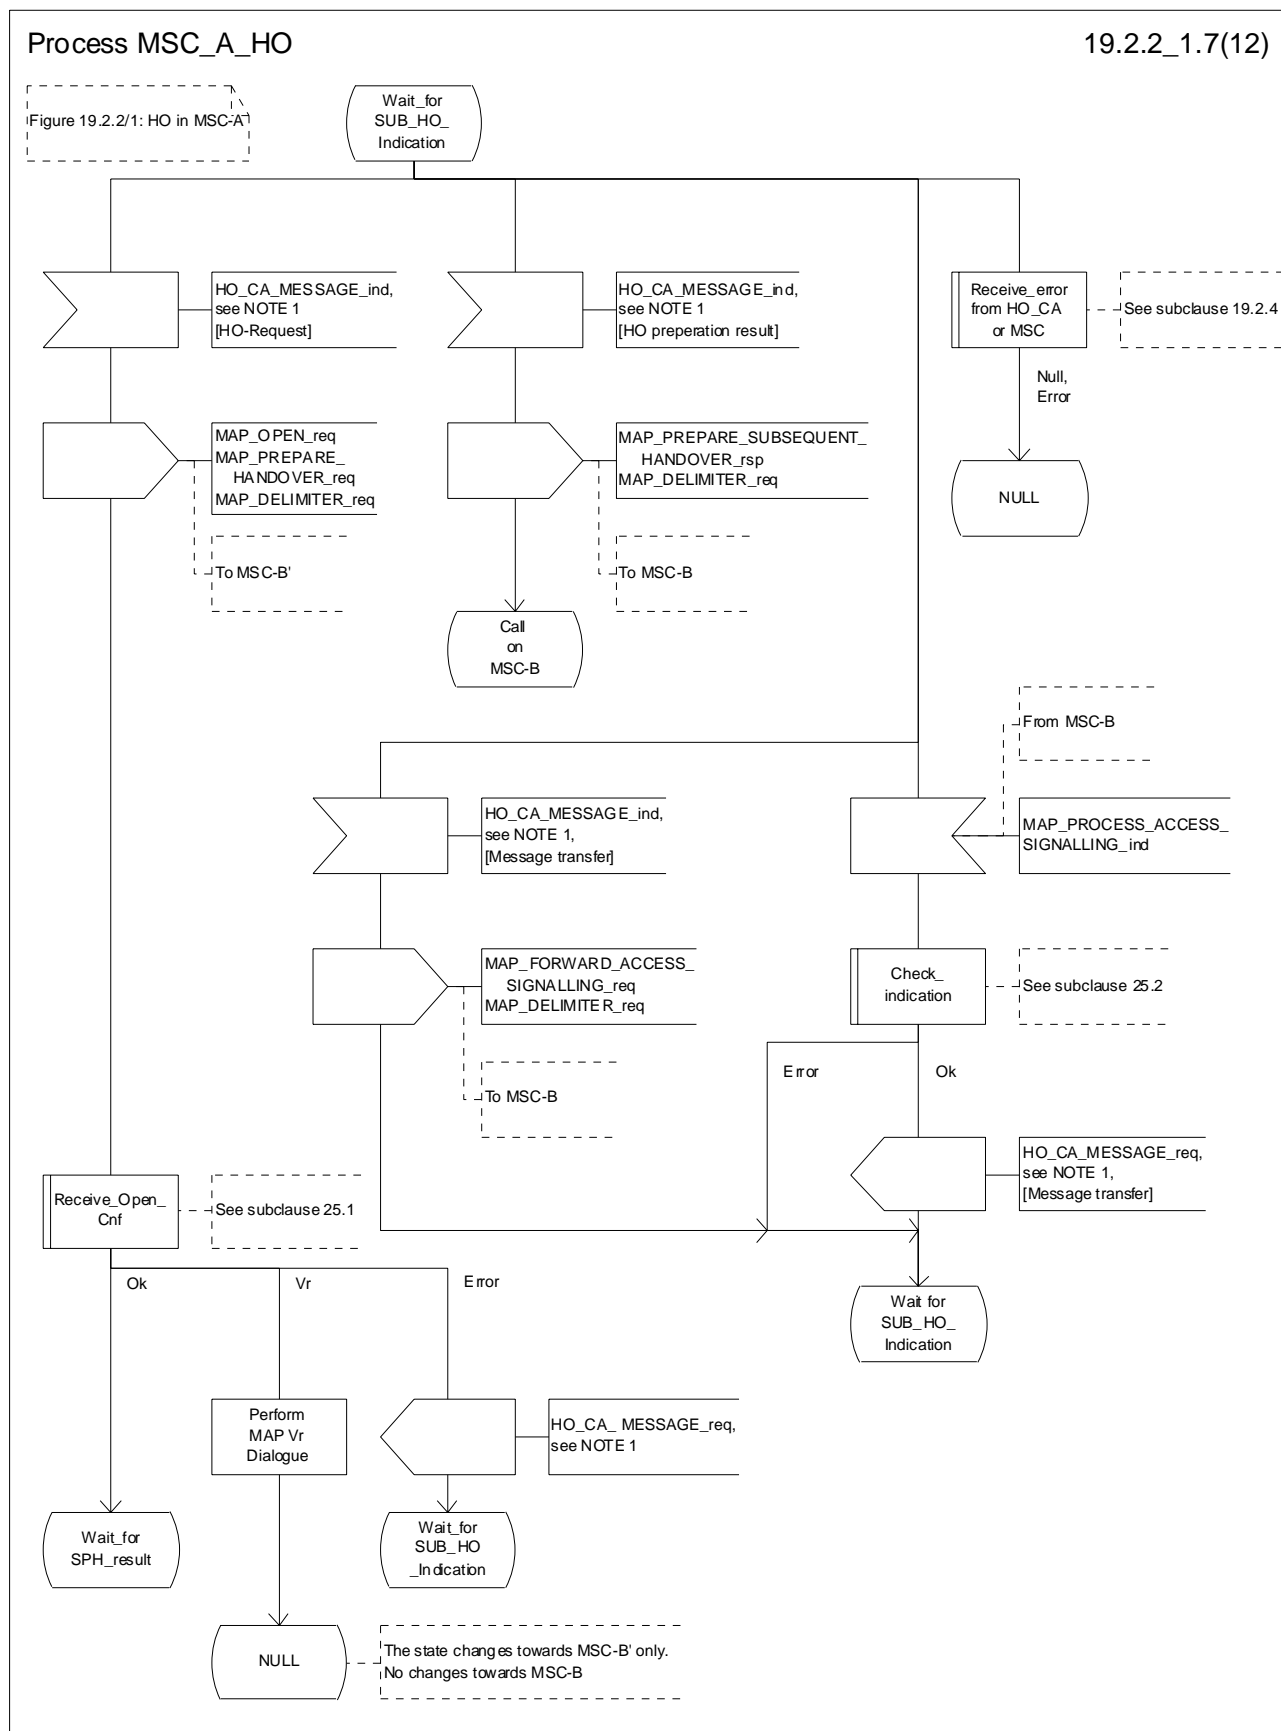 Process MSC_A_HO
19.2.2_1.7(12)
Figure 19.2.2/1: HO in MSC-A
Wait_for
SUB_HO_
Indication
HO_CA_MESSAGE_ind,
see NOTE 1
[HO-Request]
HO_CA_MESSAGE_ind,
see NOTE 1
[HO preperation result]
Receive_error
from HO_CA
or MSC
See subclause 19.2.4
Null,
Error
MAP_OPEN_req
MAP_PREPARE_
HANDOVER_req
MAP_DELIMITER_req
MAP_PREPARE_SUBSEQUENT_
HANDOVER_rsp
MAP_DELIMITER_req
NULL
To MSC-B'
To MSC-B
Call
on
MSC-B
From MSC-B
HO_CA_MESSAGE_ind,
see NOTE 1,
[Message transfer]
MAP_PROCESS_ACCESS_
SIGNALLING_ind
MAP_FORWARD_ACCESS_
SIGNALLING_req
MAP_DELIMITER_req
Check_
indication
See subclause 25.2
Error
Ok
To MSC-B
HO_CA_MESSAGE_req,
see NOTE 1,
[Message transfer]
Receive_Open_
Cnf
See subclause 25.1
Ok
Vr
Error
Wait for
SUB_HO_
Indication
Perform
MAP Vr
Dialogue
HO_CA_ MESSAGE_req,
see NOTE 1
Wait_for
SPH_result
Wait_for
SUB_HO
_Indication
NULL
The state changes towards MSC-B' only.
No changes towards MSC-B